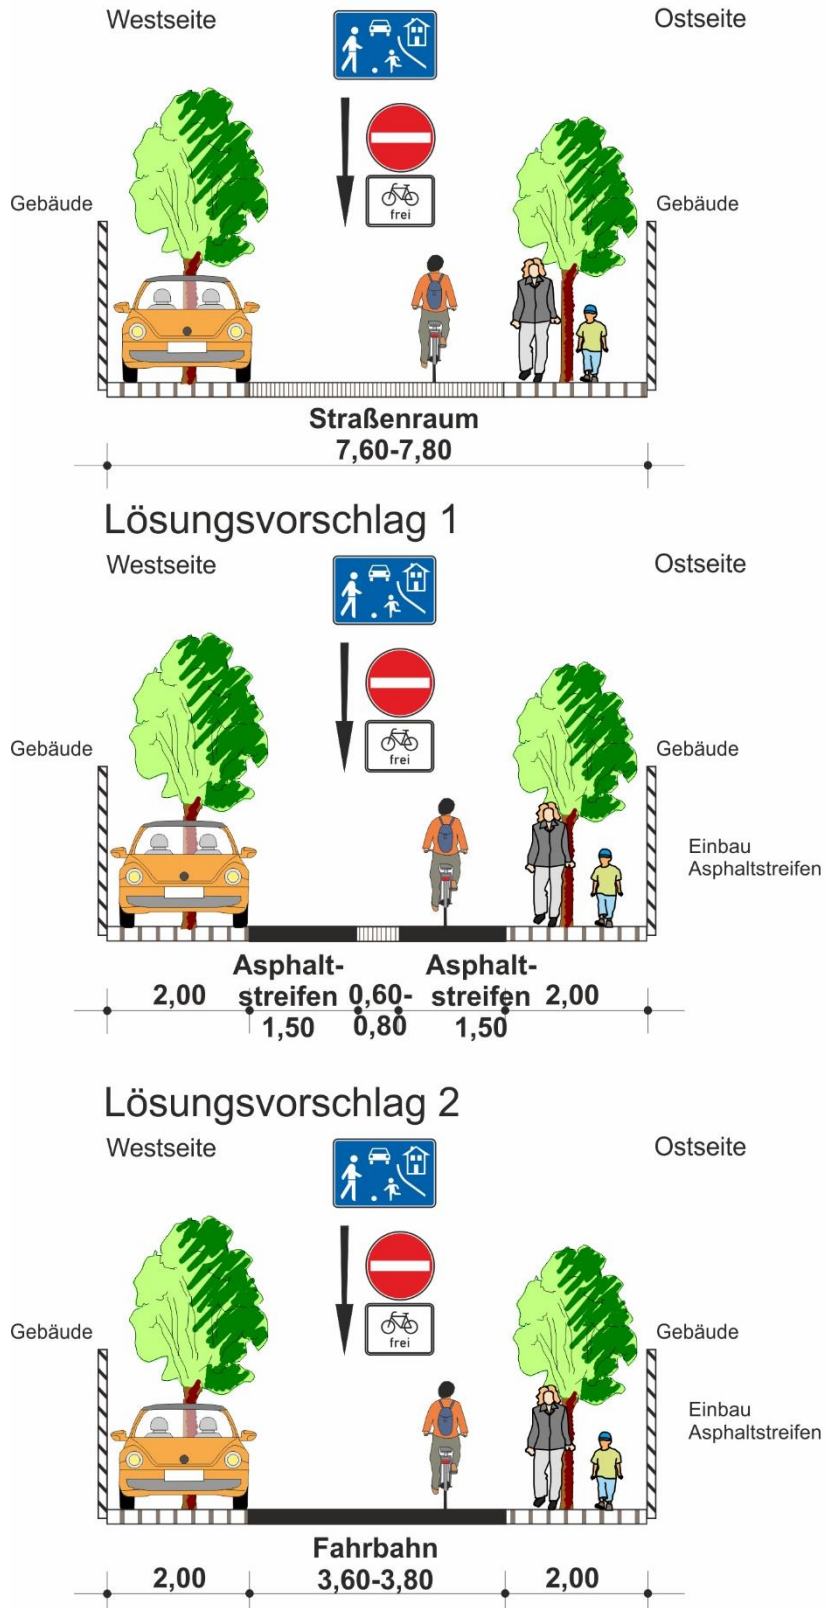 Westseite
Ostseite
frei
Gebäude
Gebäude
Straßenraum
7,60-7,80
Lösungsvorschlag 1
Westseite
Ostseite
frei
Gebäude
Gebäude
Einbau
Asphaltstreifen
Asphalt-
streifen
1,50
0,60-
0,80
Asphalt-
streifen
1,50
2,00
2,00
Lösungsvorschlag 2
Westseite
Ostseite
frei
Gebäude
Gebäude
Einbau
Asphaltstreifen
Fahrbahn
2,00
3,60-3,80
2,00